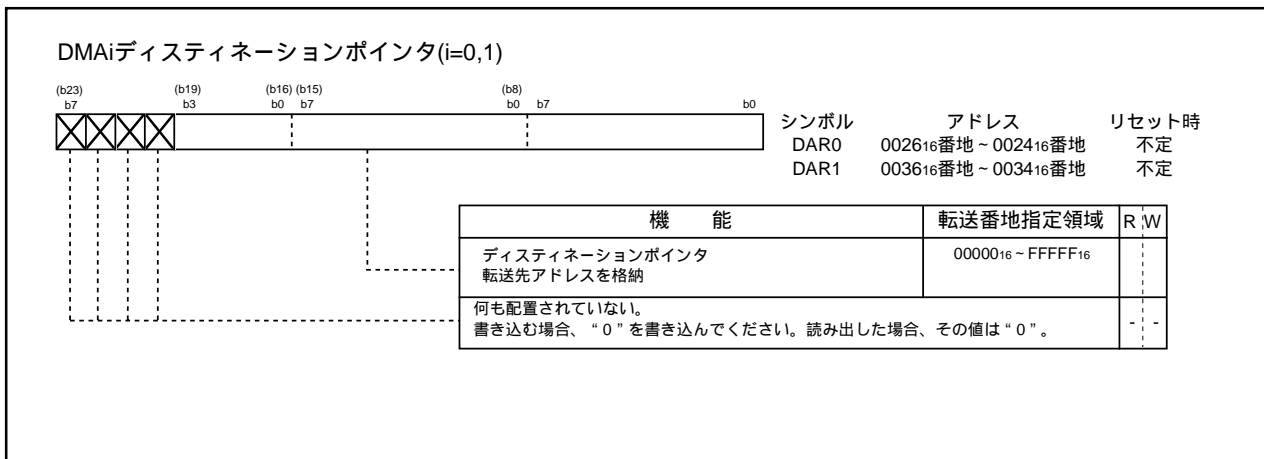 DMAiディスティネーションポインタ(i=0,1)
(b23) (b19) (b16) (b15) (b8)
b7 b3 b0 b7 b0 b7 b0
シンボル アドレス リセット時
DAR0 002616番地~002416番地 不定
DAR1 003616番地~003416番地 不定
機 能 転送番地指定領域 R W
ディスティネーションポインタ 0000016~FFFFF16
転送先アドレスを格納
何も配置されていない。
書き込む場合、“0”を書き込んでください。読み出した場合、その値は“0”。 - -